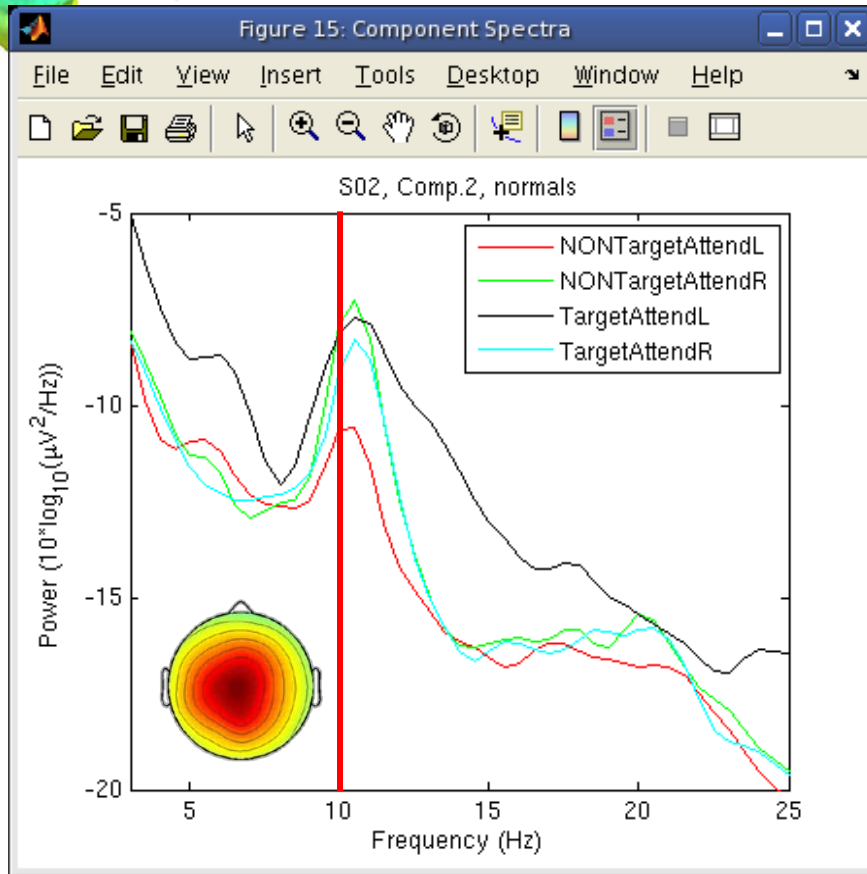 Figure 15: Component Spectra
File Edit View Insert Tools Desktop Window Help
S02, Comp.2, normals
NONTargetAttendL
NONTargetAttendR
TargetAttendL
TargetAttendR
Power (10*log10(µV2/Hz))
-5
-10
-15
-20
5 10 15 20 25
Frequency (Hz)